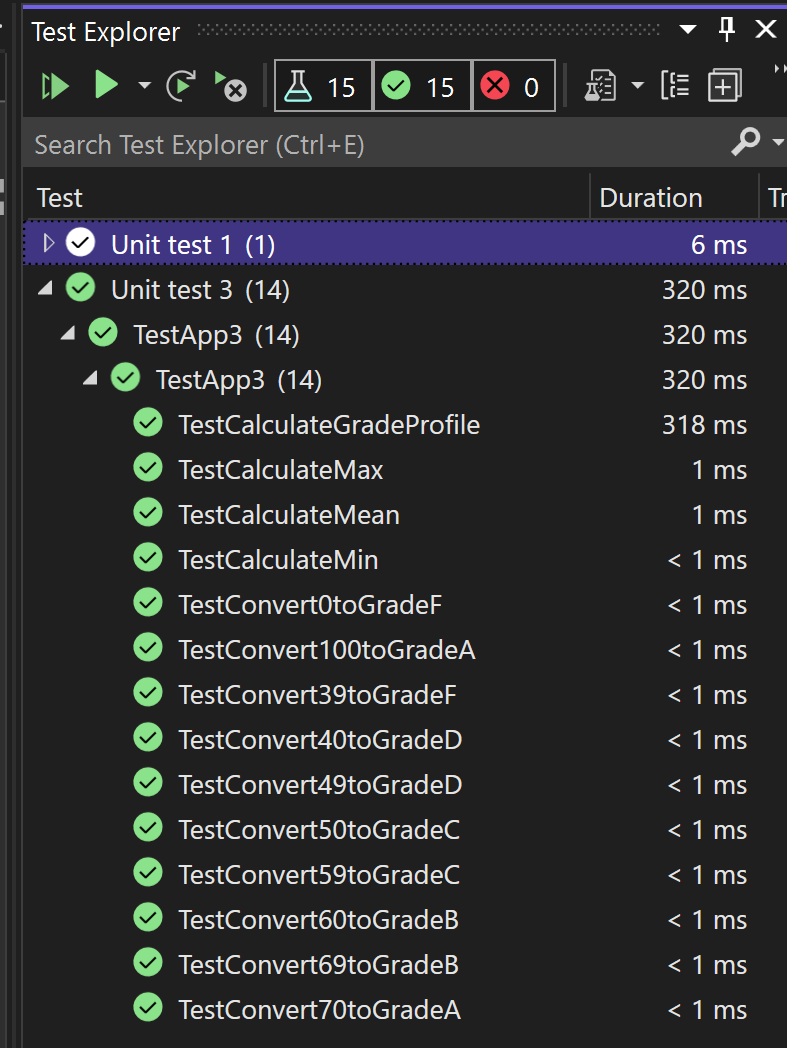 Test Explorer
15 15 0
Search Test Explorer (Ctrl+E)
Test Duration Tr
Unit test 1 (1) 6 ms
Unit test 3 (14) 320 ms
TestApp3 (14) 320 ms
TestApp3 (14) 320 ms
TestCalculateGradeProfile 318 ms
TestCalculateMax 1 ms
TestCalculateMean 1 ms
TestCalculateMin < 1 ms
TestConvert0toGradeF < 1 ms
TestConvert100toGradeA < 1 ms
TestConvert39toGradeF < 1 ms
TestConvert40toGradeD < 1 ms
TestConvert49toGradeD < 1 ms
TestConvert50toGradeC < 1 ms
TestConvert59toGradeC < 1 ms
TestConvert60toGradeB < 1 ms
TestConvert69toGradeB < 1 ms
TestConvert70toGradeA < 1 ms